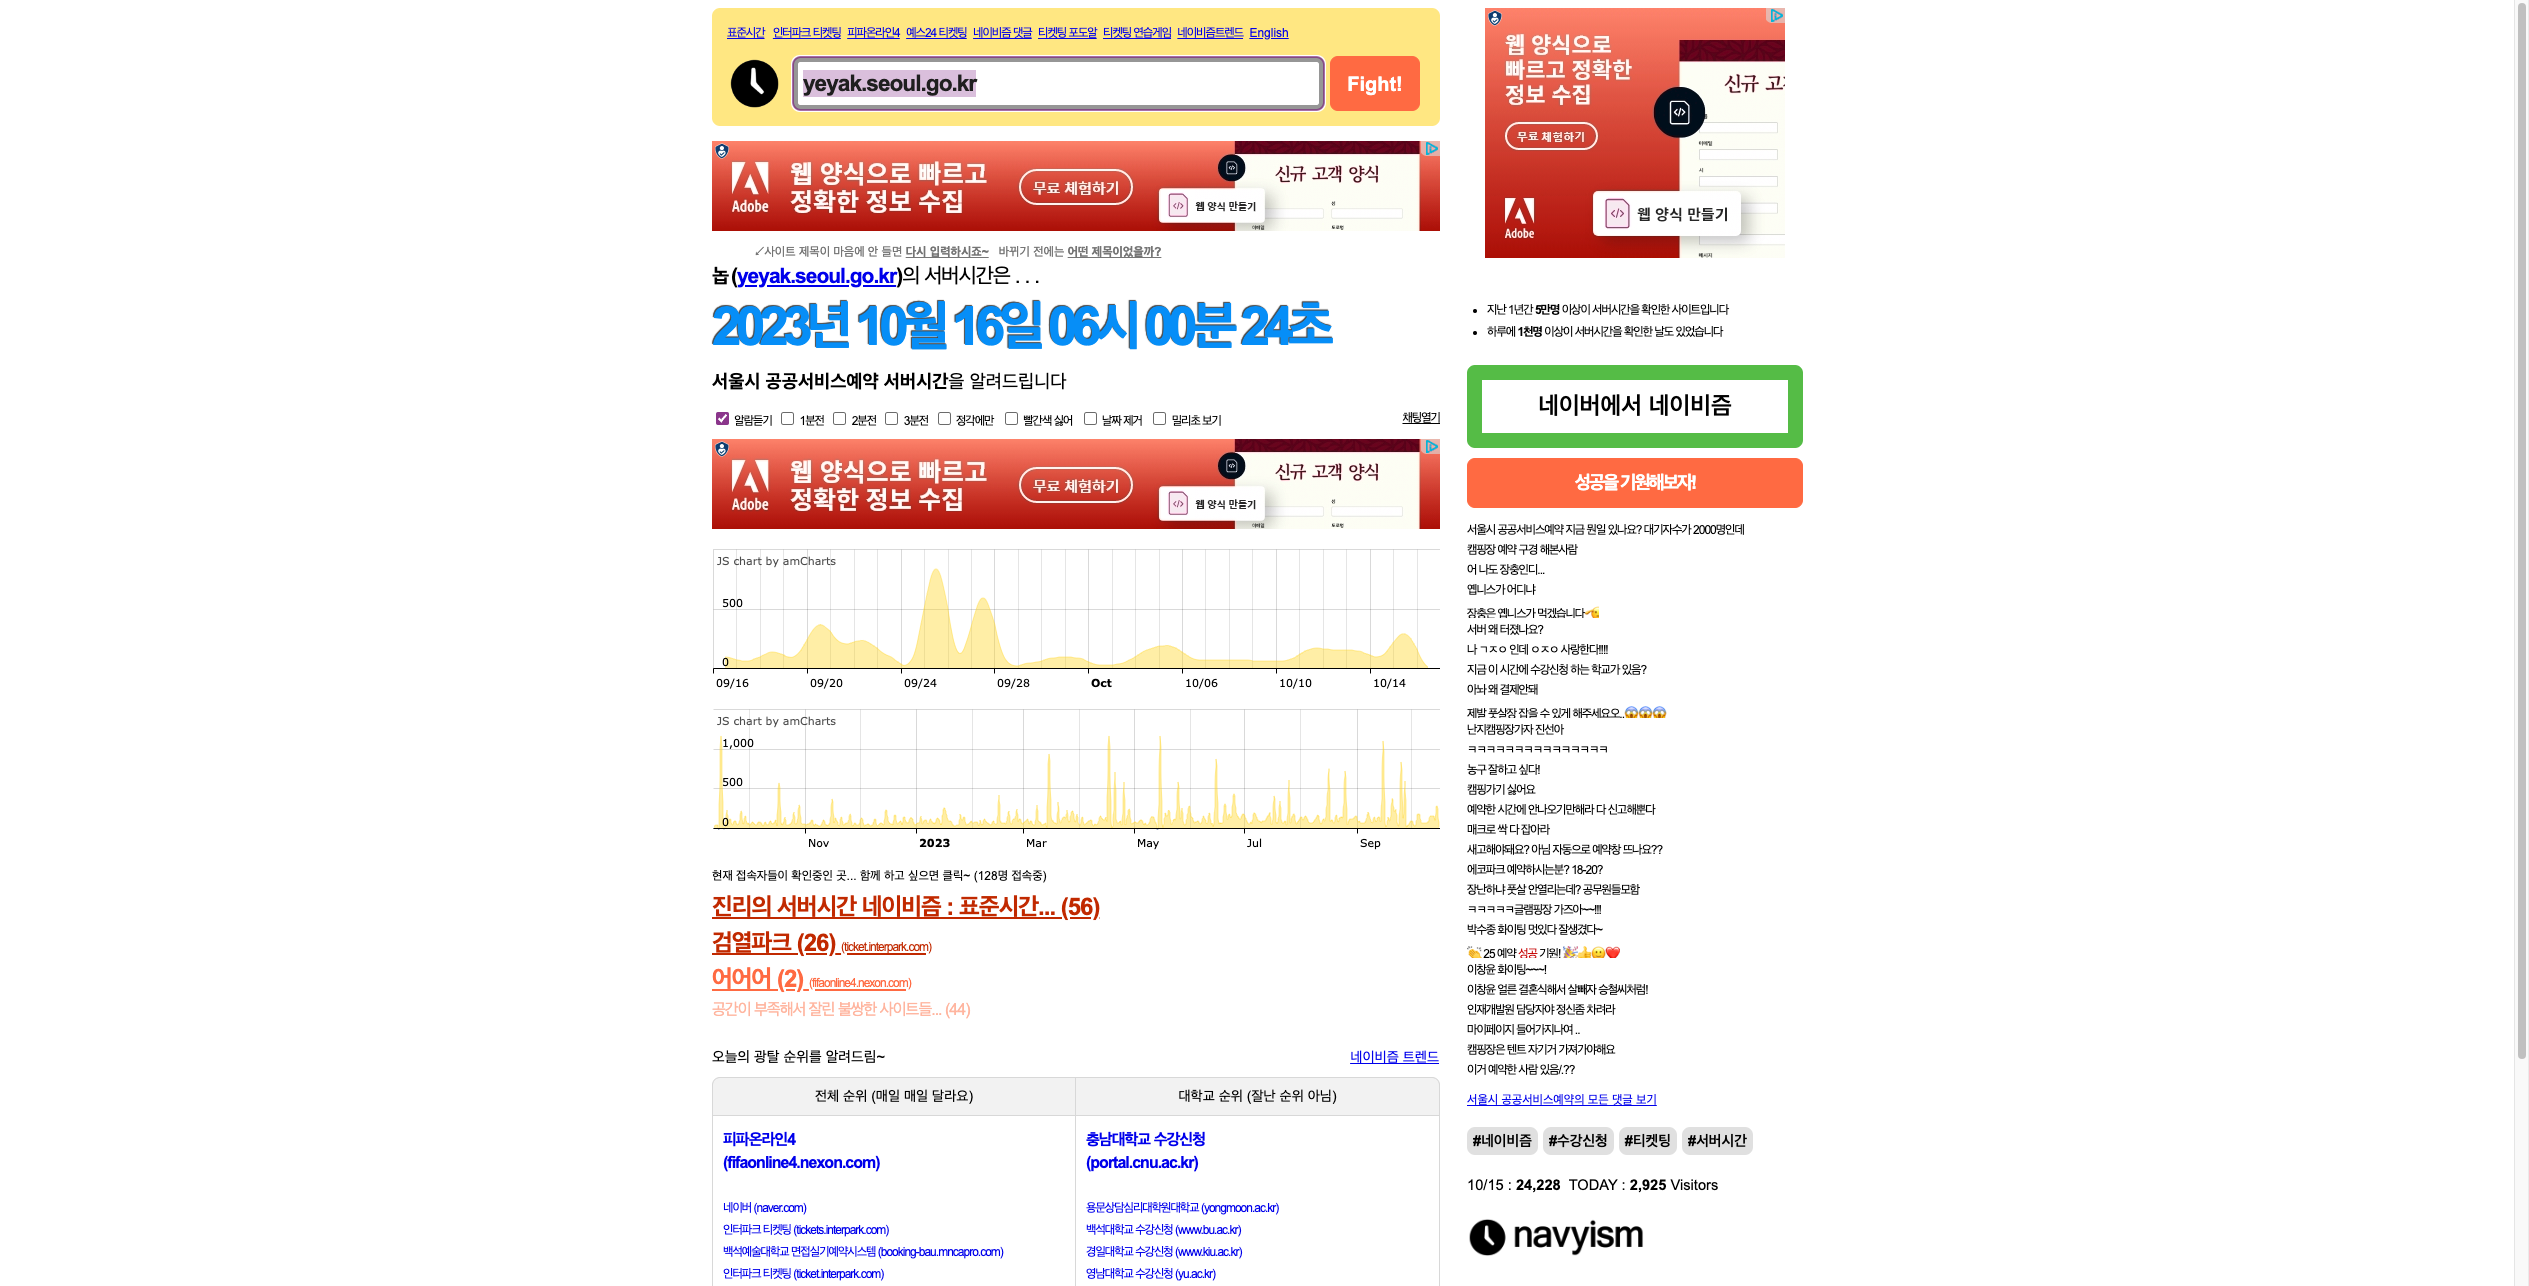 표준시간 인터파크 티켓팅 피파온라인4 예스24 티켓팅 네이비즘 댓글 티켓팅 포도알 티켓팅 연습게임 네이비즘트렌드 English
yeyak.seoul.go.kr
Fight!
Adobe
웹 양식으로 빠르고
정확한 정보 수집
무료 체험하기
웹 양식 만들기
신규 고객 양식
✓사이트 제목이 마음에 안 들면 다시 입력하시죠~ 바뀌기 전에는 어떤 제목이었을까?
놉(yeyak.seoul.go.kr)의 서버시간은 . . .
2023년 10월 16일 06시 00분 24초
서울시 공공서비스예약 서버시간을 알려드립니다
알람듣기 1분전 2분전 3분전 정각에만 빨간색 싫어 날짜 제거 밀리초 보기 채팅열기
Adobe
웹 양식으로 빠르고
정확한 정보 수집
무료 체험하기
웹 양식 만들기
신규 고객 양식
JS chart by amCharts
500
0
09/16 09/20 09/24 09/28 Oct 10/06 10/10 10/14
JS chart by amCharts
1,000
500
0
Nov 2023 Mar May Jul Sep
현재 접속자들이 확인중인 곳... 함께 하고 싶으면 클릭~ (128명 접속중)
진리의 서버시간 네이비즘 : 표준시간... (56)
검열파크 (26) (ticket.interpark.com)
어어어 (2) (fifaonline4.nexon.com)
공간이 부족해서 잘린 불쌍한 사이트들... (44)
오늘의 광탈 순위를 알려드림~ 네이비즘 트렌드
전체 순위 (매일 매일 달라요)
피파온라인4
(fifaonline4.nexon.com)
네이버 (naver.com)
인터파크 티켓팅 (tickets.interpark.com)
백석예술대학교 면접실기예약시스템 (booking-bau.mncapro.com)
인터파크 티켓팅 (ticket.interpark.com)
대학교 순위 (잘난 순위 아님)
충남대학교 수강신청
(portal.cnu.ac.kr)
용문상담심리대학원대학교 (yongmoon.ac.kr)
백석대학교 수강신청 (www.bu.ac.kr)
경일대학교 수강신청 (www.kiu.ac.kr)
영남대학교 수강신청 (yu.ac.kr)
웹 양식으로
빠르고 정확한
정보 수집
무료 체험하기
신규 고
웹 양식 만들기
Adobe
지난 1년간 5만명 이상이 서버시간을 확인한 사이트입니다
하루에 1천명 이상이 서버시간을 확인한 날도 있었습니다
네이버에서 네이비즘
성공을 기원해보자!
서울시 공공서비스예약 지금 뭔일 있나요? 대기자수가 2000명인데
캠핑장 예약 구경 해본사람
어 나도 장충인디...
옙니스가 어디냐
장충은 옙니스가 먹겠습니다
서버 왜 터졌나요?
나 ㄱㅈㅇ 인데 ㅇㅈㅇ 사랑한다!!!!!
지금 이 시간에 수강신청 하는 학교가 있음?
아놔 왜 결제안돼
제발 풋살장 잡을 수 있게 해주세요오..😱😱😱
난지캠핑장가자 진선아
ㅋㅋㅋㅋㅋㅋㅋㅋㅋㅋㅋㅋㅋㅋㅋ
농구 잘하고 싶다!
캠핑가기 싫어요
예약한 시간에 안나오기만해라 다 신고해뿐다
매크로 싹 다 잡아라
새고해야돼요? 아님 자동으로 예약창 뜨나요??
에코파크 예약하시는분? 18-20?
장난하냐 풋살 안열리는데? 공무원들모함
ㅋㅋㅋㅋㅋ글램핑장 가즈아~~!!!
박수종 화이팅 멋있다 잘생겼다~
25 예약 성공 기원!
이창윤 화이팅~~~!
이창윤 얼른 결혼식해서 살빼자 승철씨처럼!
인재개발원 담당자야 정신좀 차려라
마이페이지 들어가지나여 ..
캠핑장은 텐트 자기거 가져가야해요
이거 예약한 사람 있음/.??
서울시 공공서비스예약의 모든 댓글 보기
#네이비즘 #수강신청 #티켓팅 #서버시간
10/15 : 24,228 TODAY : 2,925 Visitors
navyism